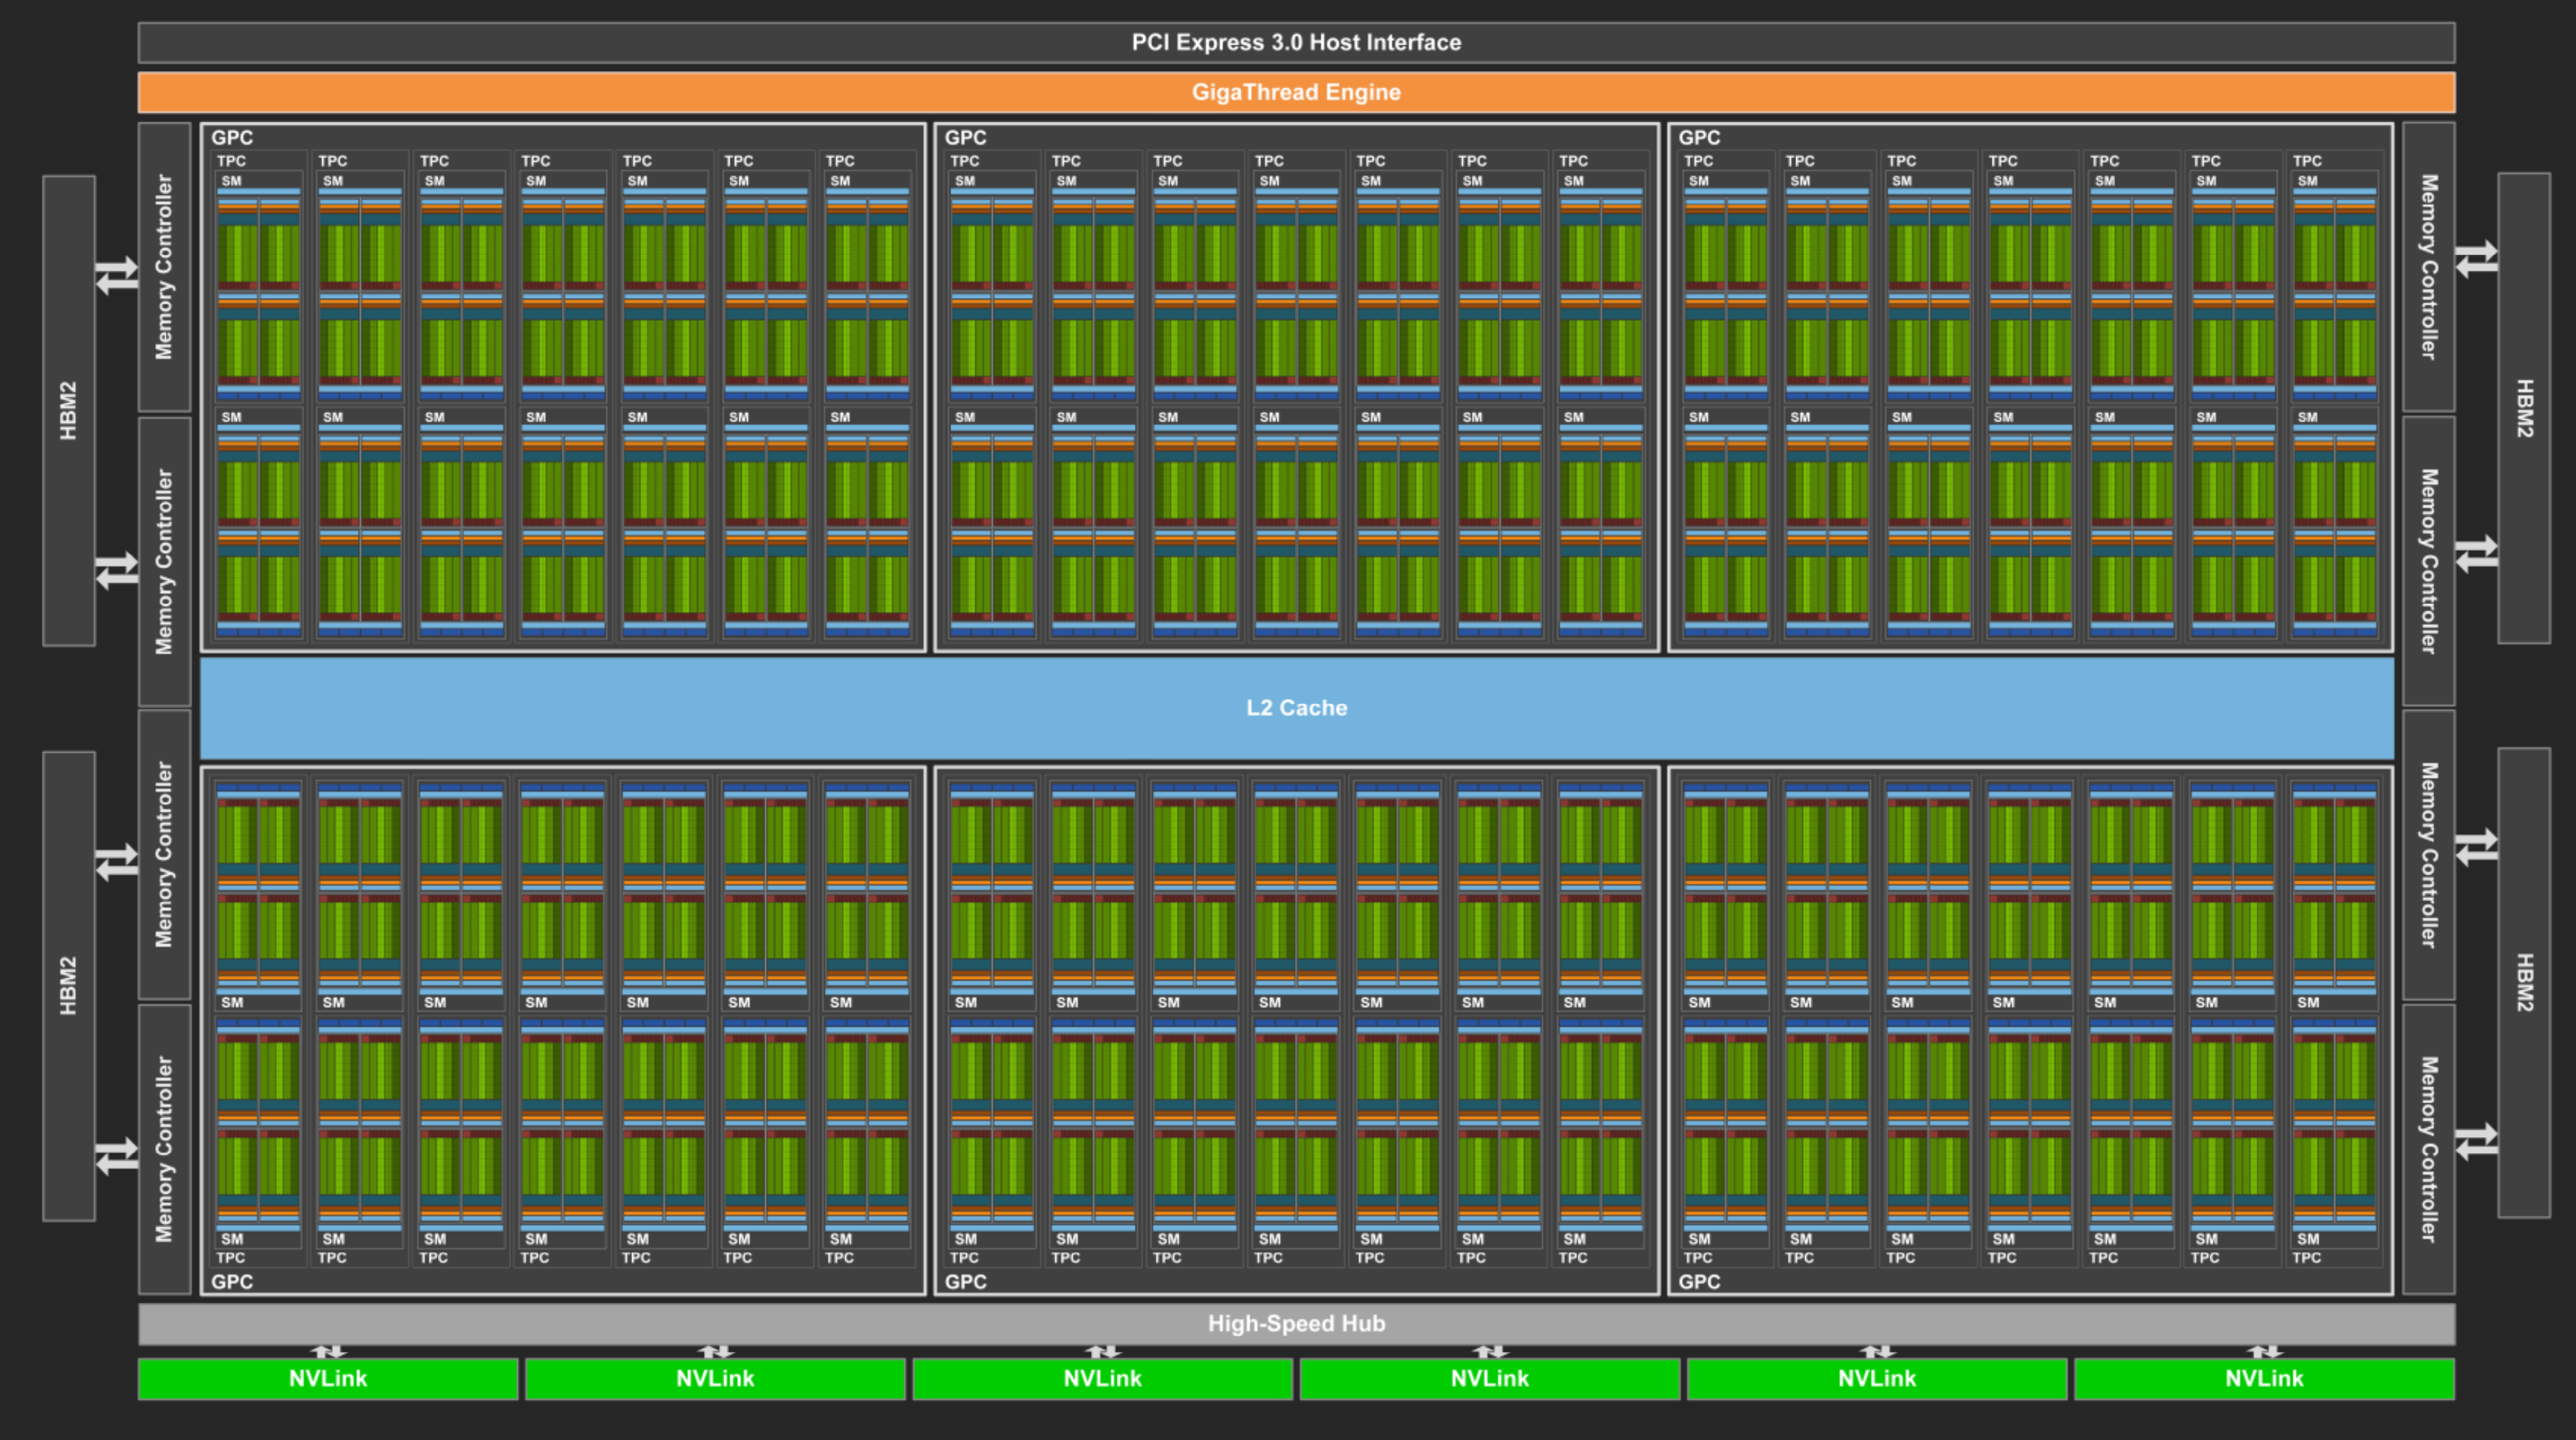 PCI Express 3.0 Host Interface
GigaThread Engine
GPC GPC GPC
TPC TPC TPC TPC TPC TPC TPC TPC TPC TPC TPC TPC TPC TPC TPC TPC TPC TPC TPC TPC TPC
SM SM SM SM SM SM SM SM SM SM SM SM SM SM SM SM SM SM SM SM SM
HBM2
Memory Controller
Memory Controller
HBM2
SM SM SM SM SM SM SM SM SM SM SM SM SM SM SM SM SM SM SM SM SM
Memory Controller
Memory Controller
L2 Cache
HBM2
Memory Controller
Memory Controller
HBM2
SM SM SM SM SM SM SM SM SM SM SM SM SM SM SM SM SM SM SM SM SM
Memory Controller
Memory Controller
SM SM SM SM SM SM SM SM SM SM SM SM SM SM SM SM SM SM SM SM SM
TPC TPC TPC TPC TPC TPC TPC TPC TPC TPC TPC TPC TPC TPC TPC TPC TPC TPC TPC TPC TPC
GPC GPC GPC
High-Speed Hub
NVLink NVLink NVLink NVLink NVLink NVLink